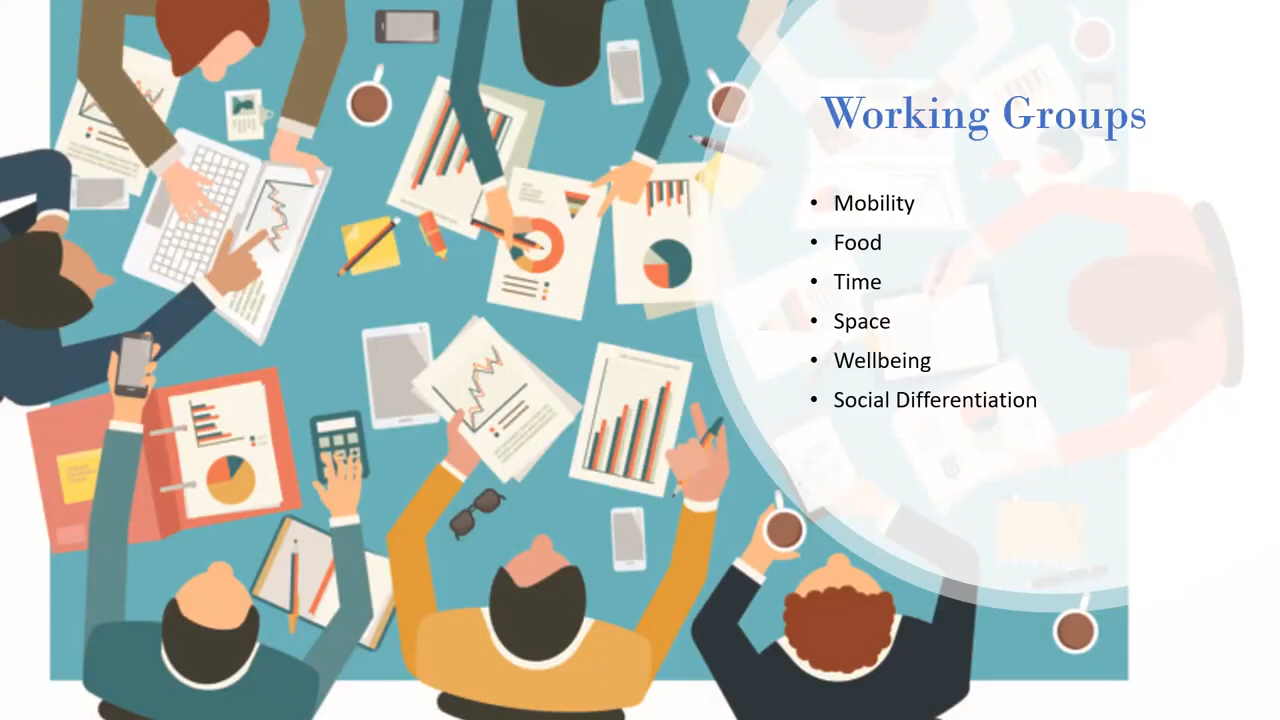 Working Groups
• Mobility
• Food
• Time
• Space
• Wellbeing
• Social Differentiation